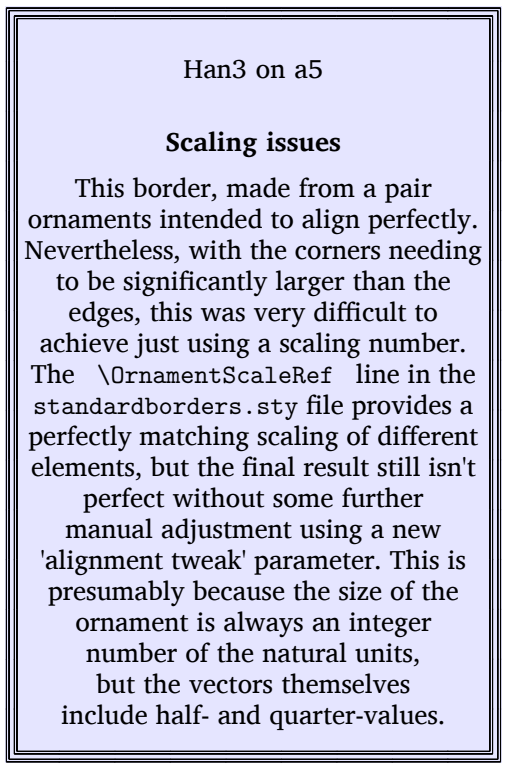 Han3 on a5
Scaling issues
This border, made from a pair
ornaments intended to align perfectly.
Nevertheless, with the corners needing
to be significantly larger than the
edges, this was very difficult to
achieve just using a scaling number.
The \OrnamentScaleRef line in the
standardborders.sty file provides a
perfectly matching scaling of different
elements, but the final result still isn't
perfect without some further
manual adjustment using a new
'alignment tweak' parameter. This is
presumably because the size of the
ornament is always an integer
number of the natural units,
but the vectors themselves
include half- and quarter-values.